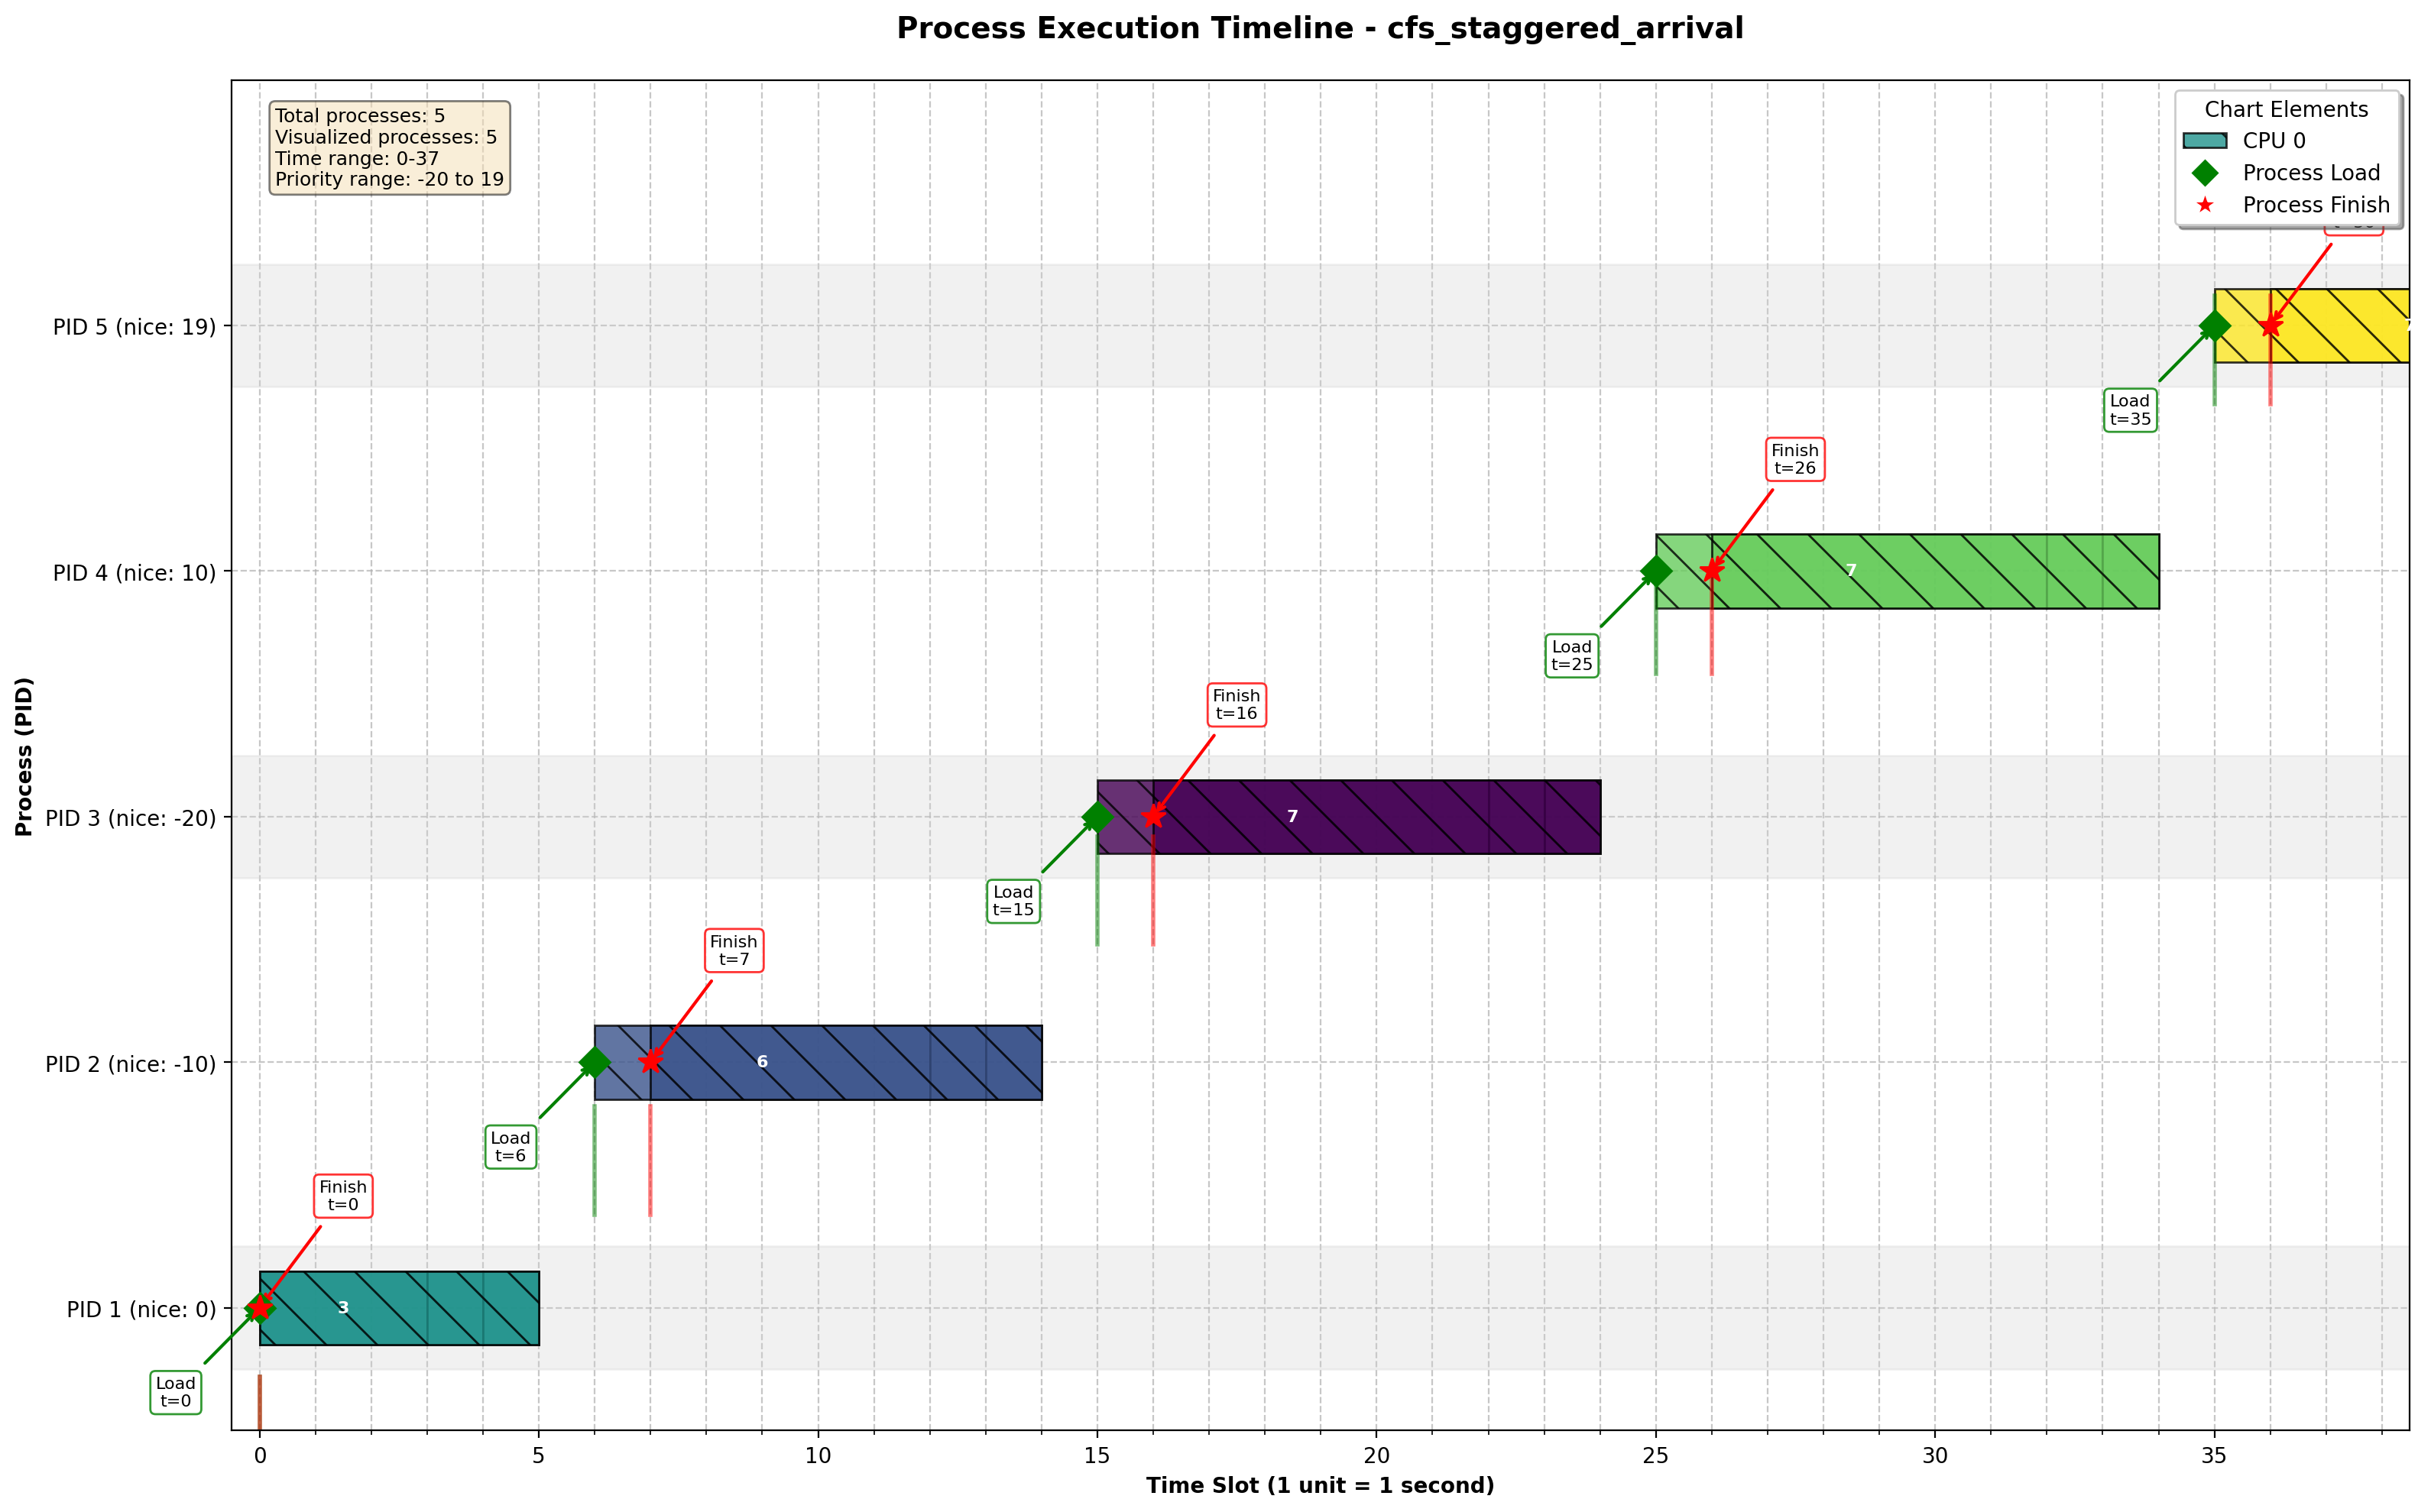 Process Execution Timeline - cfs_staggered_arrival
Total processes: 5
Visualized processes: 5
Time range: 0-37
Priority range: -20 to 19
Chart Elements
CPU 0
Process Load
Process Finish
PID 5 (nice: 19)
Load
t=35
Finish
t=26
PID 4 (nice: 10)
7
Load
t=25
Finish
t=16
PID 3 (nice: -20)
7
Load
t=15
Finish
t=7
PID 2 (nice: -10)
6
Load
t=6
Finish
t=0
PID 1 (nice: 0)
3
Load
t=0
Process (PID)
0
5
10
15
20
25
30
35
Time Slot (1 unit = 1 second)